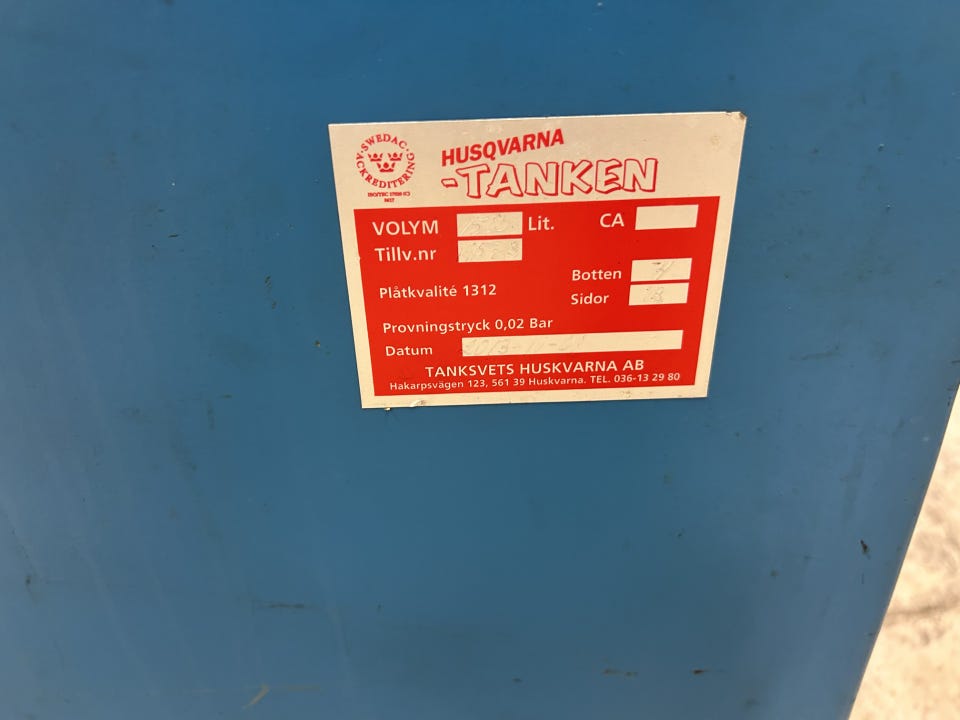 SWEDAC
ACKREDITERING
HUSQVARNA
-TANKEN
VOLYM Lit. CA
Tillv.nr
Botten
Plåtkvalité 1312
Sidor
Provningstryck 0,02 Bar
Datum
TANKSVETS HUSKVARNA AB
Hakarpsvägen 123, 561 39 Huskvarna. TEL. 036-13 29 80